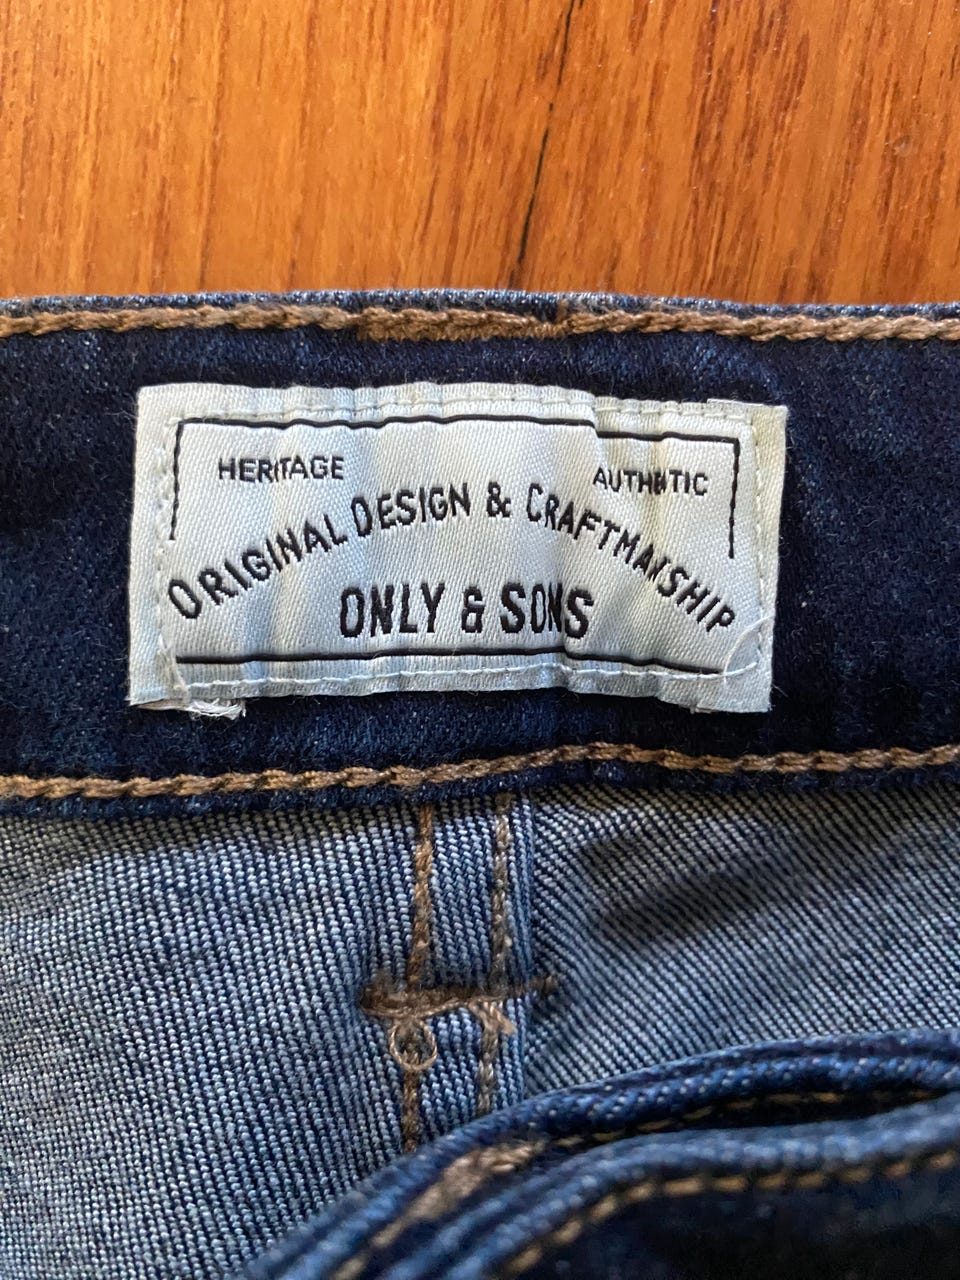 HERITAGE AUTHENTIC
ORIGINAL DESIGN & CRAFTMANSHIP
ONLY & SONS